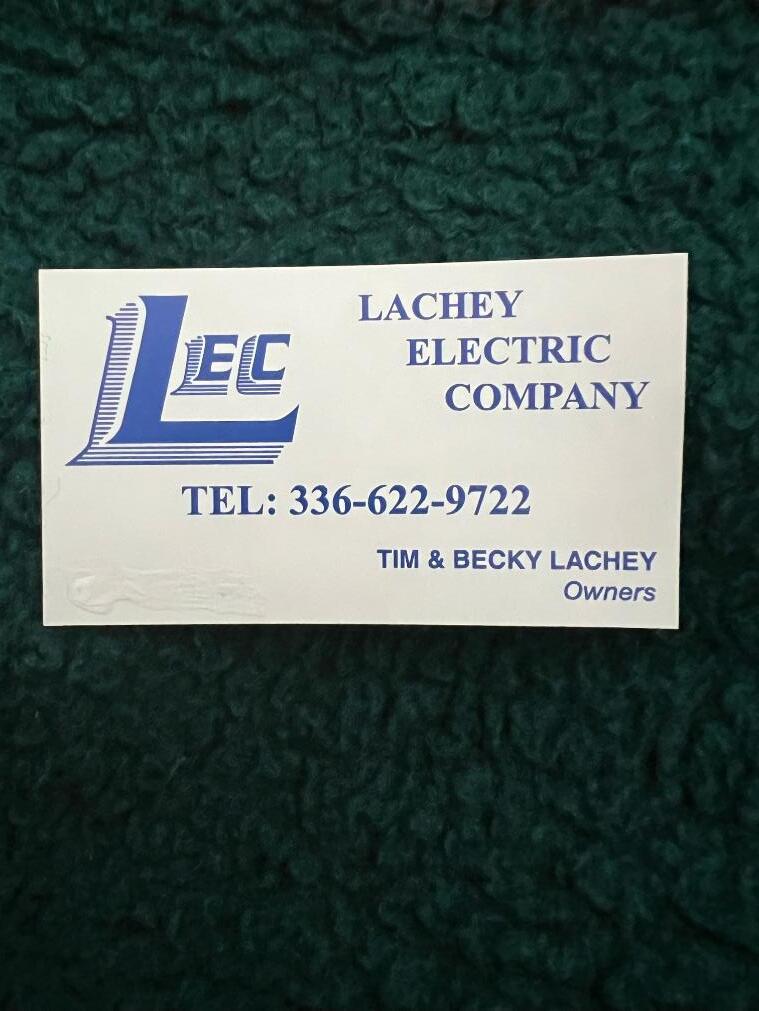 LEC
LACHEY
ELECTRIC
COMPANY
TEL: 336-622-9722
TIM & BECKY LACHEY
Owners